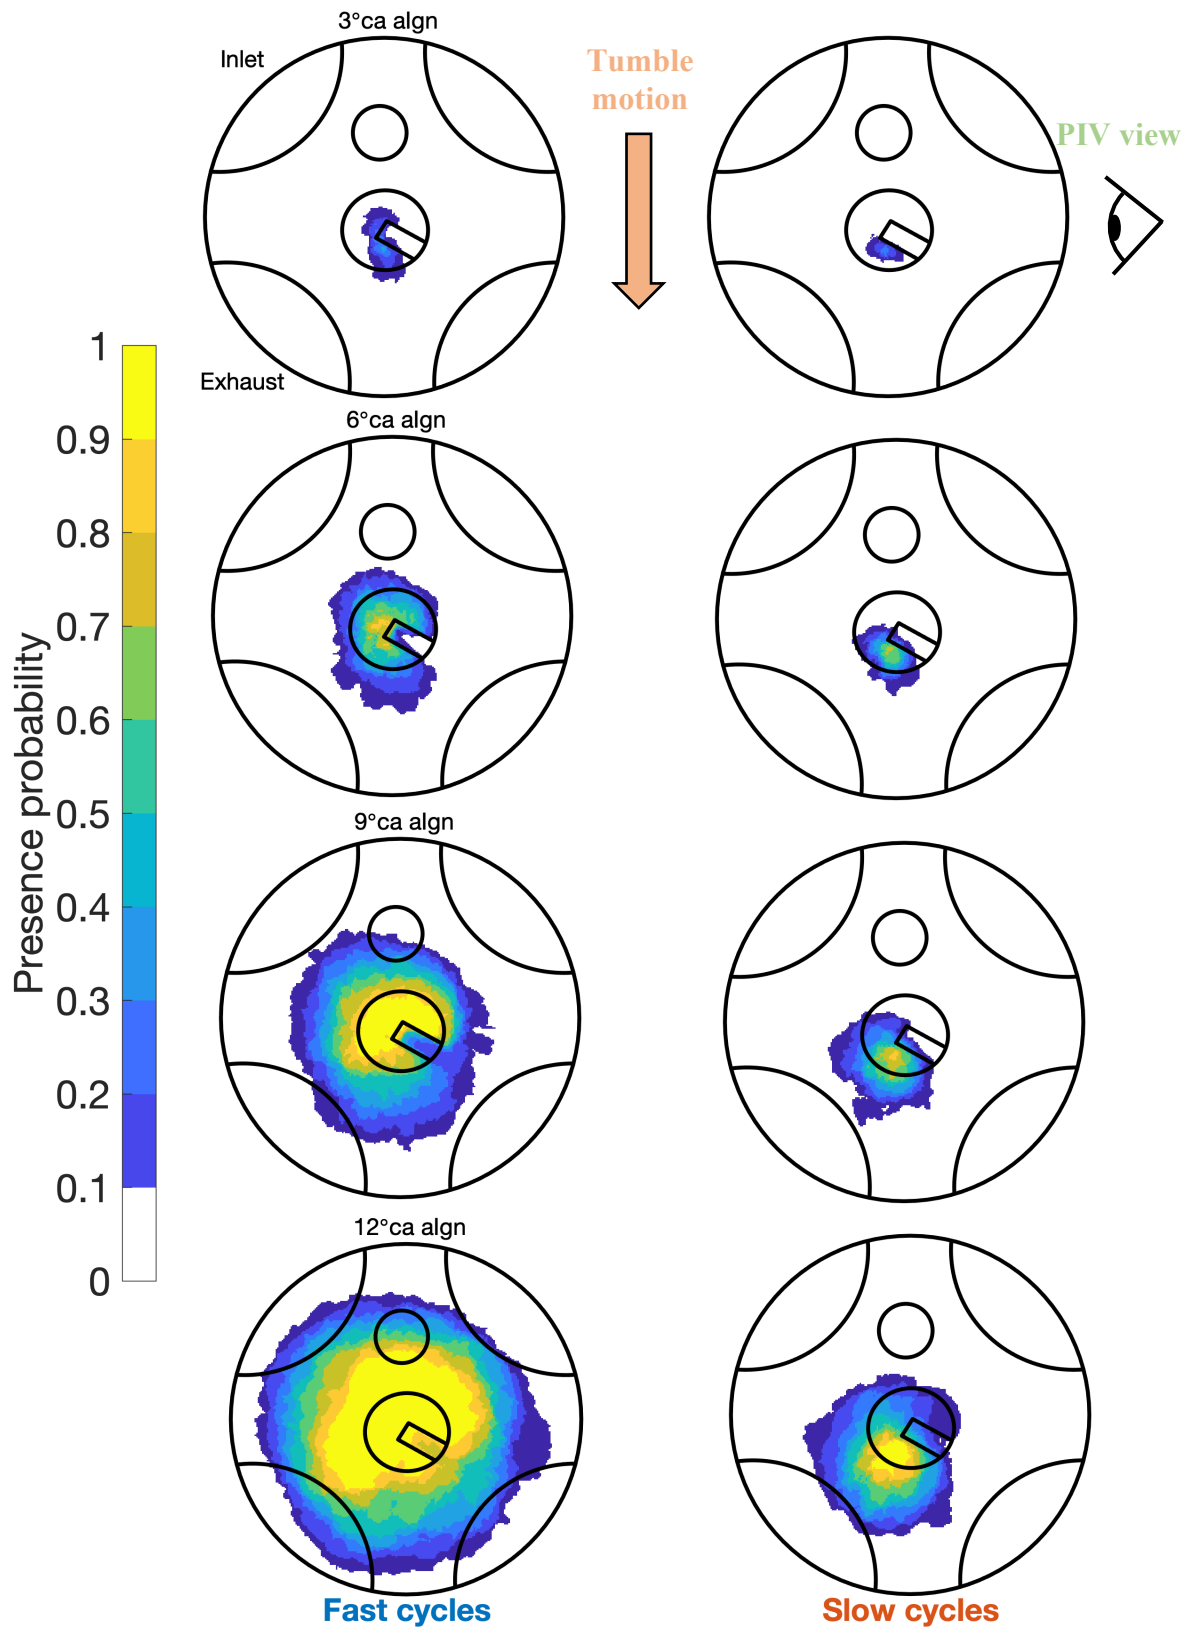 3°ca algn
Inlet
Tumble
motion
PIV view
Exhaust
6°ca algn
Presence probability
1
0.9
0.8
0.7
0.6
0.5
0.4
0.3
0.2
0.1
0
9°ca algn
12°ca algn
Fast cycles
Slow cycles